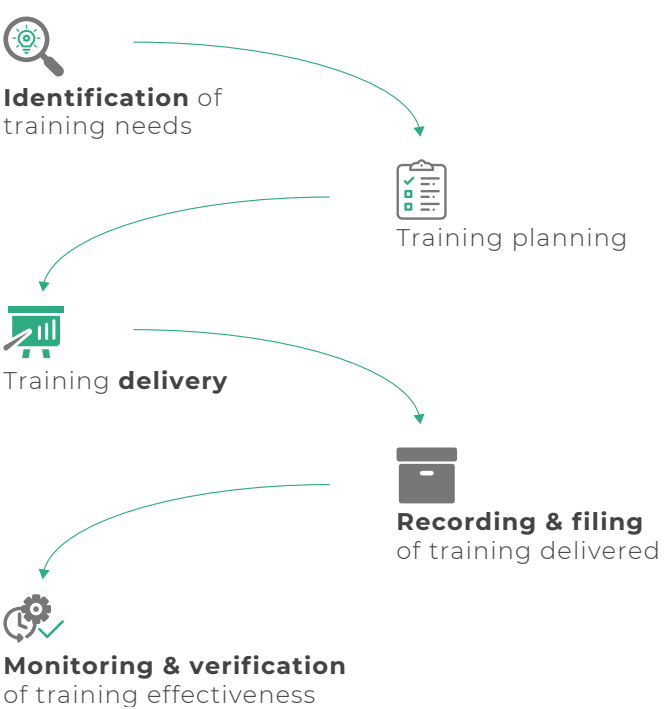 Identification of
training needs
Training planning
Training delivery
Recording & filing
of training delivered
Monitoring & verification
of training effectiveness